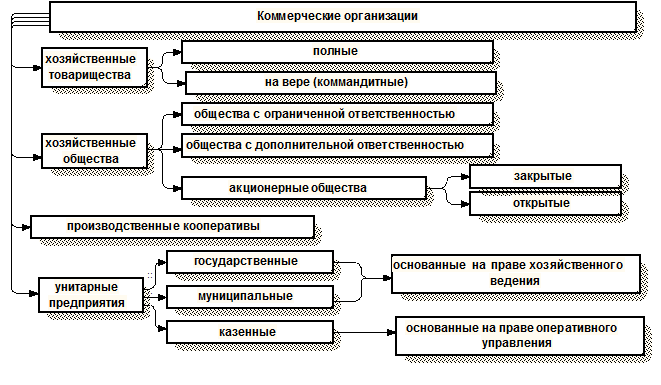 Коммерческие организации
хозяйственные
товарищества
полные
на вере (коммандитные)
хозяйственные
общества
общества с ограниченной ответственностью
общества с дополнительной ответственностью
акционерные общества
закрытые
открытые
производственные кооперативы
унитарные
предприятия
государственные
муниципальные
казенные
основанные на праве хозяйственного
ведения
основанные на праве оперативного
управления